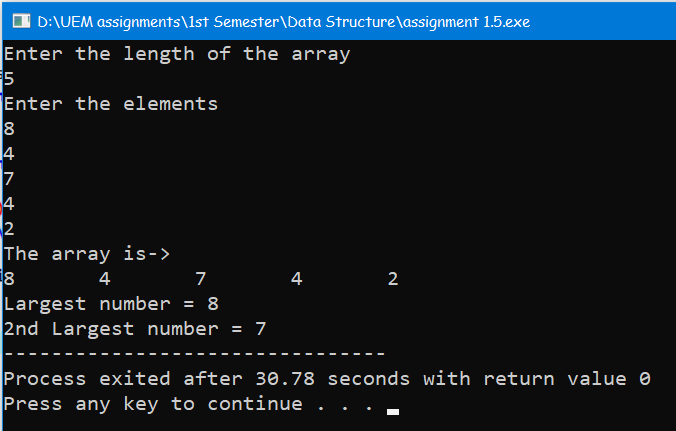 D:\UEM assignments\1st Semester\Data Structure\assignment 1.5.exe
Enter the length of the array
5
Enter the elements
8
4
7
4
2
The array is->
8       4       7       4       2
Largest number = 8
2nd Largest number = 7
--------------------------------
Process exited after 30.78 seconds with return value 0
Press any key to continue . . .